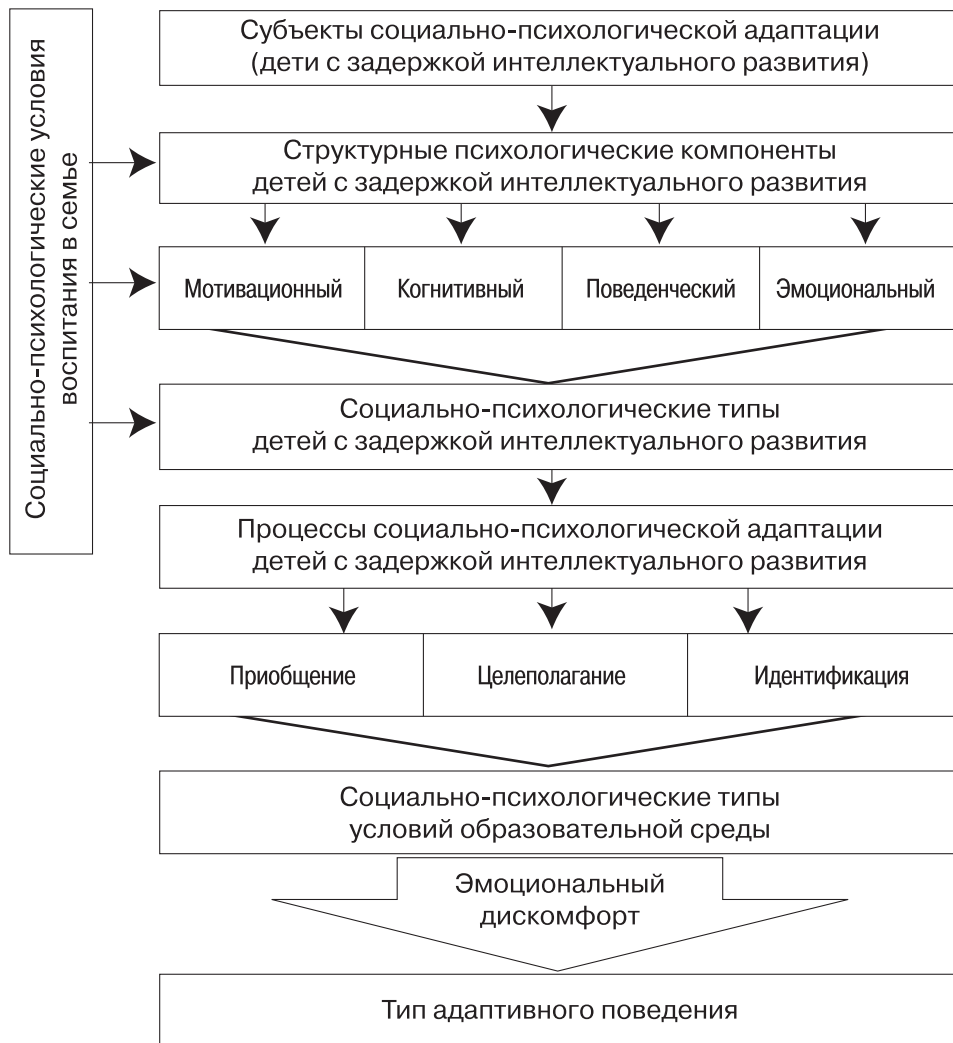 Социально-психологические условия
воспитания в семье
Субъекты социально-психологической адаптации
(дети с задержкой интеллектуального развития)
Структурные психологические компоненты
детей с задержкой интеллектуального развития
Мотивационный
Когнитивный
Поведенческий
Эмоциональный
Социально-психологические типы
детей с задержкой интеллектуального развития
Процессы социально-психологической адаптации
детей с задержкой интеллектуального развития
Приобщение
Целеполагание
Идентификация
Социально-психологические типы
условий образовательной среды
Эмоциональный
дискомфорт
Тип адаптивного поведения